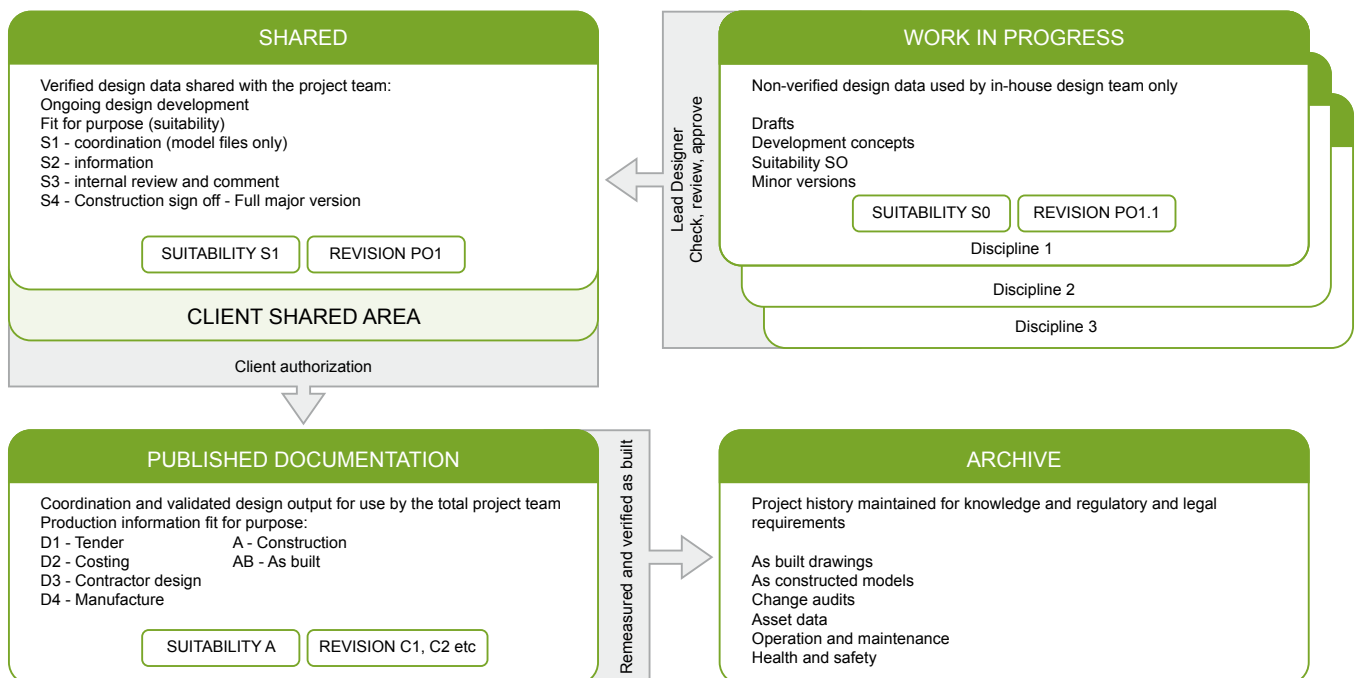 SHARED
Verified design data shared with the project team:
Ongoing design development
Fit for purpose (suitability)
S1 - coordination (model files only)
S2 - information
S3 - internal review and comment
S4 - Construction sign off - Full major version
SUITABILITY S1
REVISION PO1
CLIENT SHARED AREA
Client authorization
Lead Designer
Check, review, approve
WORK IN PROGRESS
Non-verified design data used by in-house design team only
Drafts
Development concepts
Suitability SO
Minor versions
SUITABILITY S0
REVISION PO1.1
Discipline 1
Discipline 2
Discipline 3
PUBLISHED DOCUMENTATION
Coordination and validated design output for use by the total project team
Production information fit for purpose:
D1 - Tender
A - Construction
D2 - Costing
AB - As built
D3 - Contractor design
D4 - Manufacture
SUITABILITY A
REVISION C1, C2 etc
Remeasured and verified as built
ARCHIVE
Project history maintained for knowledge and regulatory and legal
requirements
As built drawings
As constructed models
Change audits
Asset data
Operation and maintenance
Health and safety